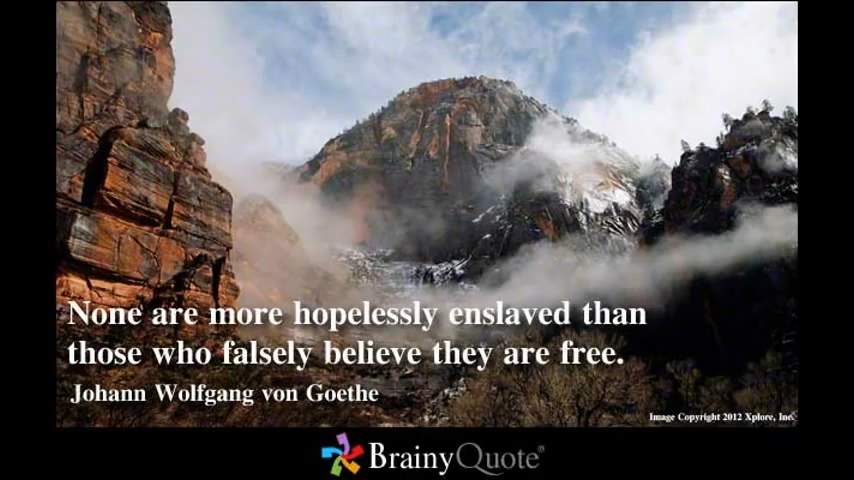 None are more hopelessly enslaved than
those who falsely believe they are free.
Johann Wolfgang von Goethe
Image Copyright 2012 Xplore, Inc.
BrainyQuote®